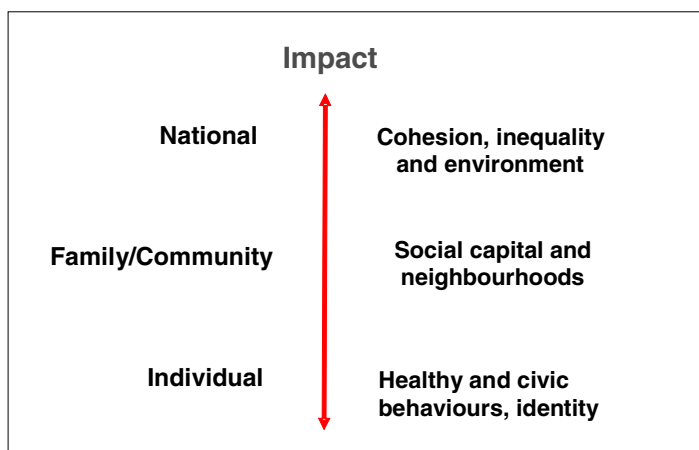 Impact
National
Cohesion, inequality
and environment
Family/Community
Social capital and
neighbourhoods
Individual
Healthy and civic
behaviours, identity